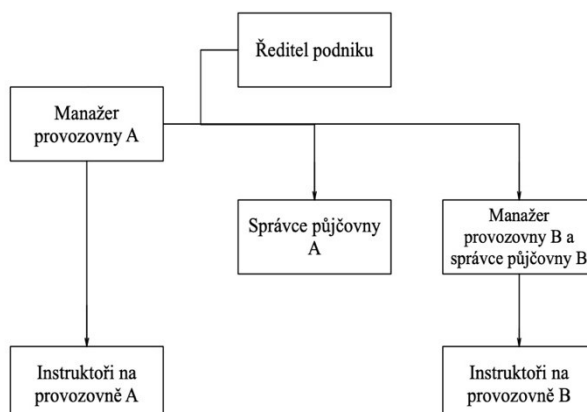 Ředitel podniku
Manažer
provozovny A
Správce půjčovny
A
Manažer
provozovny B a
správce půjčovny B
Instruktoři na
provozovně A
Instruktoři na
provozovně B